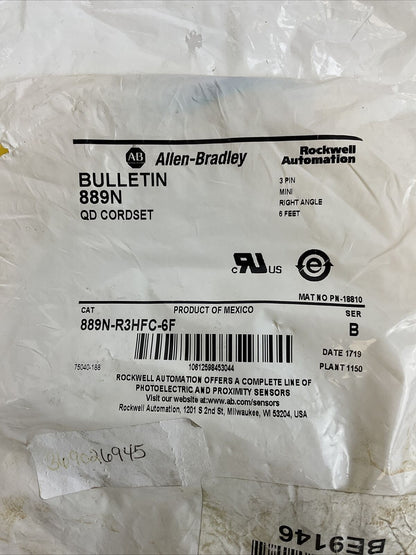 AB Allen-Bradley
Rockwell
Automation
BULLETIN
889N
QD CORDSET
3 PIN
MINI
RIGHT ANGLE
6 FEET
c RU US e
MAT NO PN-18810
CAT
PRODUCT OF MEXICO
SER
889N-R3HFC-6F
B
DATE 1719
75040-188
10612598453044
PLANT 1150
ROCKWELL AUTOMATION OFFERS A COMPLETE LINE OF
PHOTOELECTRIC AND PROXIMITY SENSORS
Visit our website at:www.ab.com/sensors
Rockwell Automation, 1201 S 2nd St, Milwaukee, WI 53204, USA
BE9146